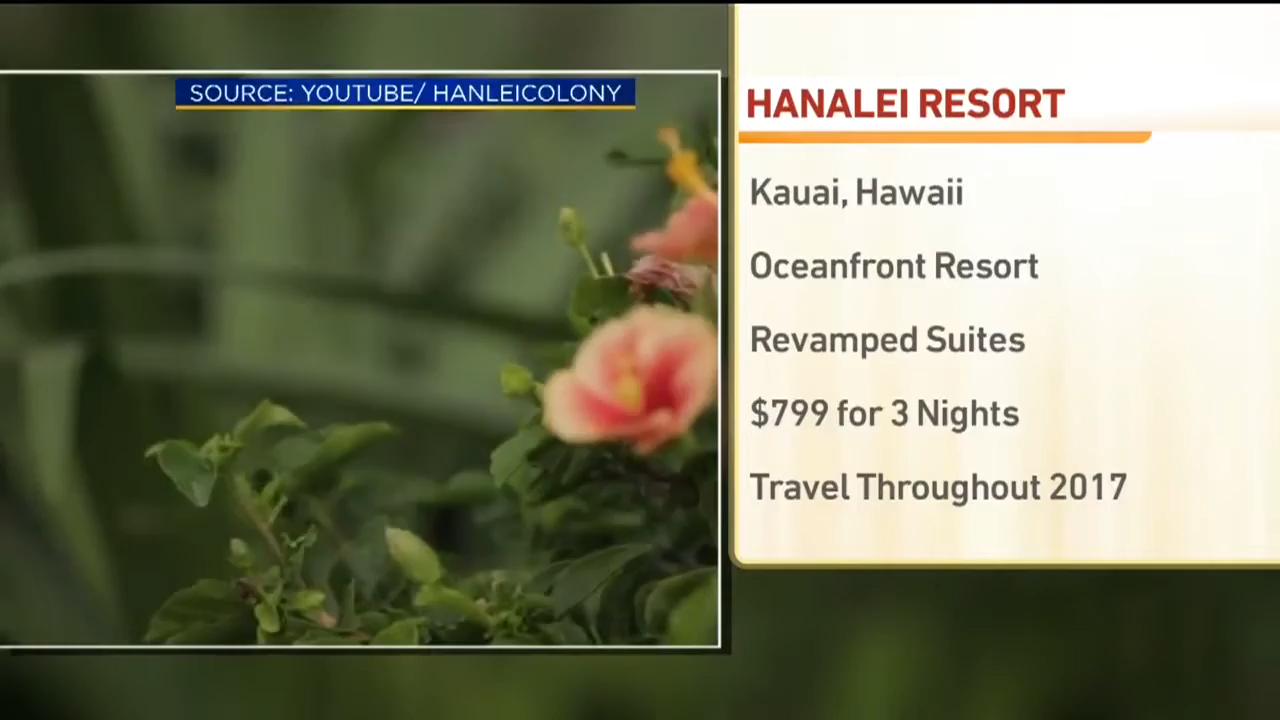 SOURCE: YOUTUBE/ HANLEICOLONY
HANALEI RESORT
Kauai, Hawaii
Oceanfront Resort
Revamped Suites
$799 for 3 Nights
Travel Throughout 2017